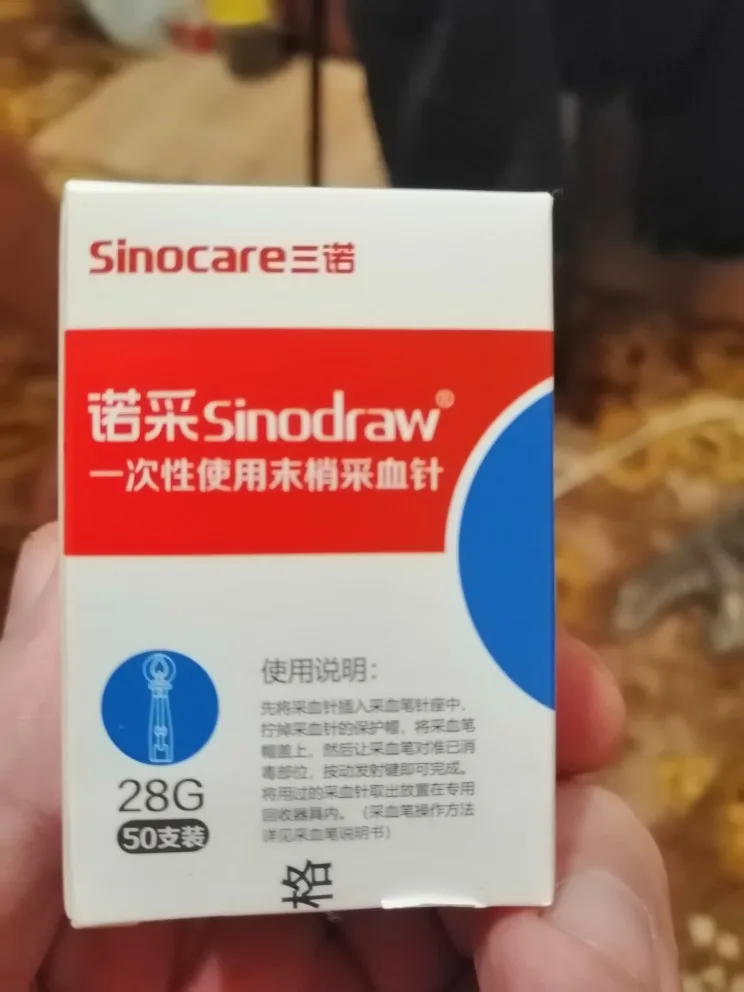 Sinocare三诺
诺采Sinodraw®
一次性使用末梢采血针
使用说明：
先将采血针插入采血笔针座中，
拧掉采血针的保护帽，将采血笔
帽盖上，然后让采血笔对准已消
毒部位，按动发射键即可完成。
将用过的采血针取出放置在专用
回收器具内。（采血笔操作方法
详见采血笔说明书）
28G
50支装
格